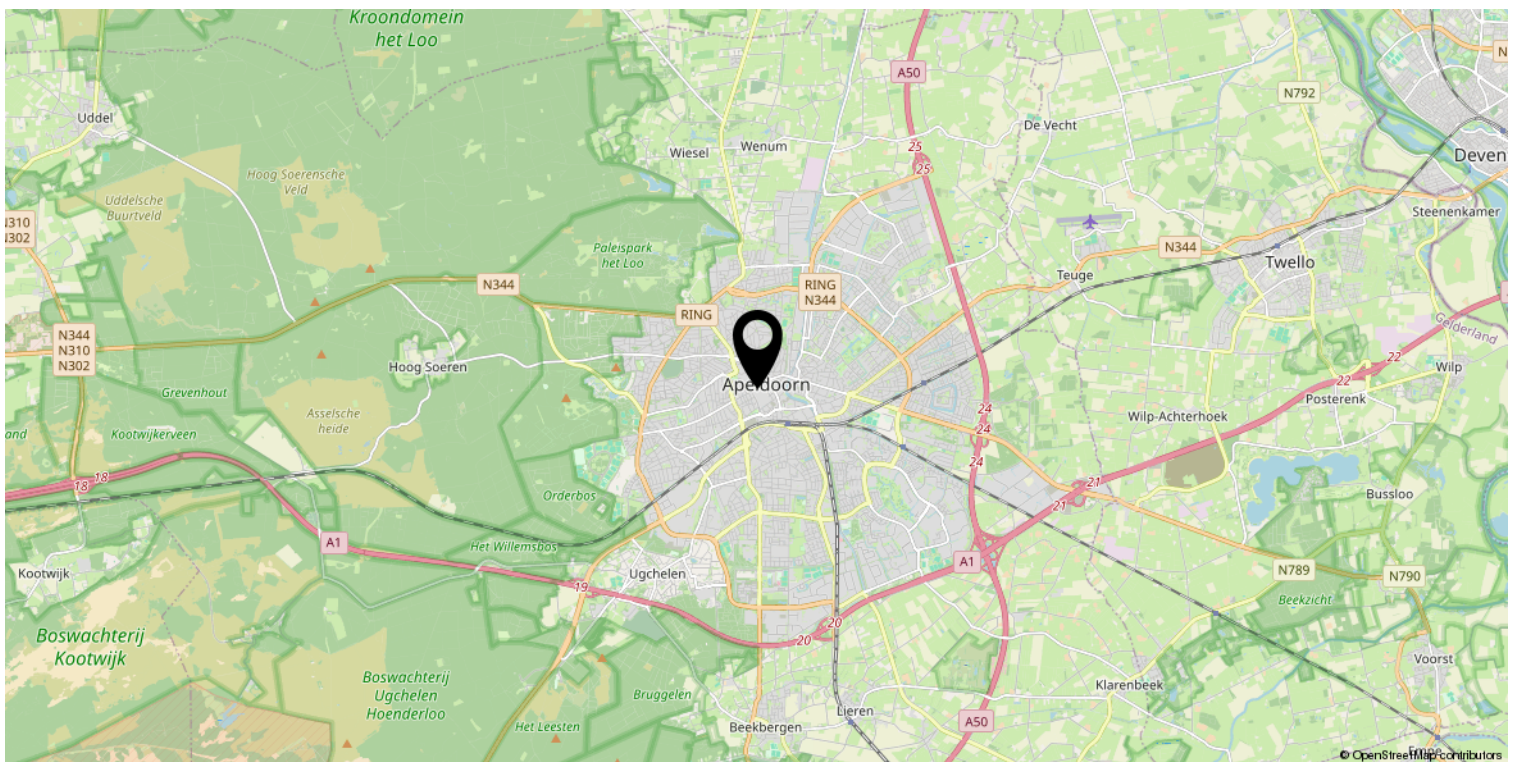 Kroondomein
het Loo
A50
N
N792
Uddel
De Vecht
Wiesel
Wenum
25
25
Deven
Hoog Soerensche
Veld
Uddelsche
Buurtveld
N310
N302
Steenenkamer
Paleispark
het Loo
N344
Twello
Teuge
N344
RING
N344
RING
N344
N310
N302
Gelderland
Hoog Soeren
22
22
Wilp
Apeldoorn
Grevenhout
Posterenk
Asselsche
heide
24
24
Wilp-Achterhoek
and
Kootwijkerveen
24
18
18
21
21
Orderbos
Bussloo
A1
Het Willemsbos
A1
Kootwijk
Ugchelen
N789
N790
19
Beekzicht
20
20
Boswachterij
Kootwijk
Voorst
Boswachterij
Ugchelen
Hoenderloo
Klarenbeek
Bruggelen
Lieren
Het Leesten
Beekbergen
A50
Empe
© OpenStreetMap contributors